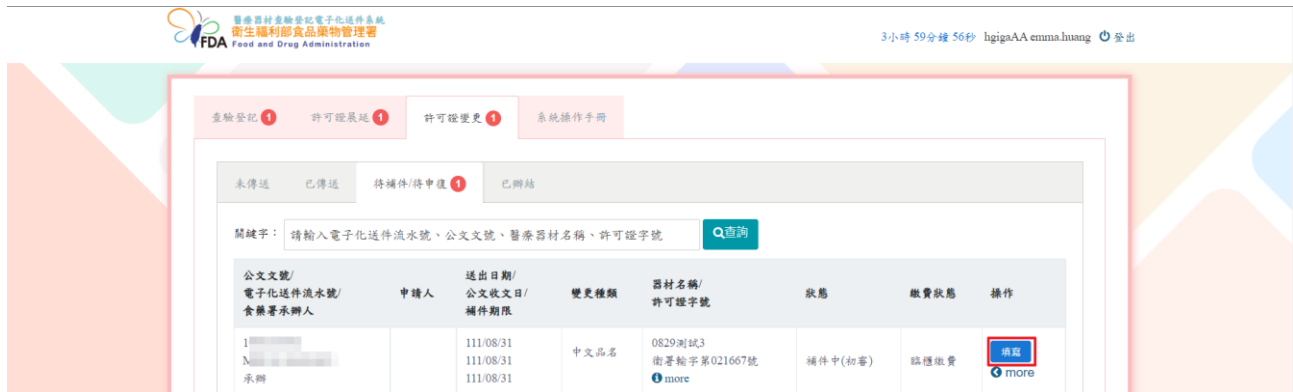 醫療器材查驗登記電子化送件系統
衛生福利部食品藥物管理署
FDA Food and Drug Administration
3小時 59分鐘 56秒 hgigaAA emma.huang 登出
查驗登記 1 許可證展延 1 許可證變更 1 系統操作手冊
未傳送 已傳送 待補件/待申復 1 已辦結
關鍵字： 請輸入電子化送件流水號、公文文號、醫療器材名稱、許可證字號 查詢
公文文號/
電子化送件流水號/
食藥署承辦人
申請人
送出日期/
公文收文日/
補件期限
變更種類
器材名稱/
許可證字號
狀態
繳費狀態
操作
1
M
承辦
111/08/31
111/08/31
111/08/31
中文品名
0829測試3
衛署輸字第021667號
more
補件中(初審)
臨櫃繳費
填寫
more